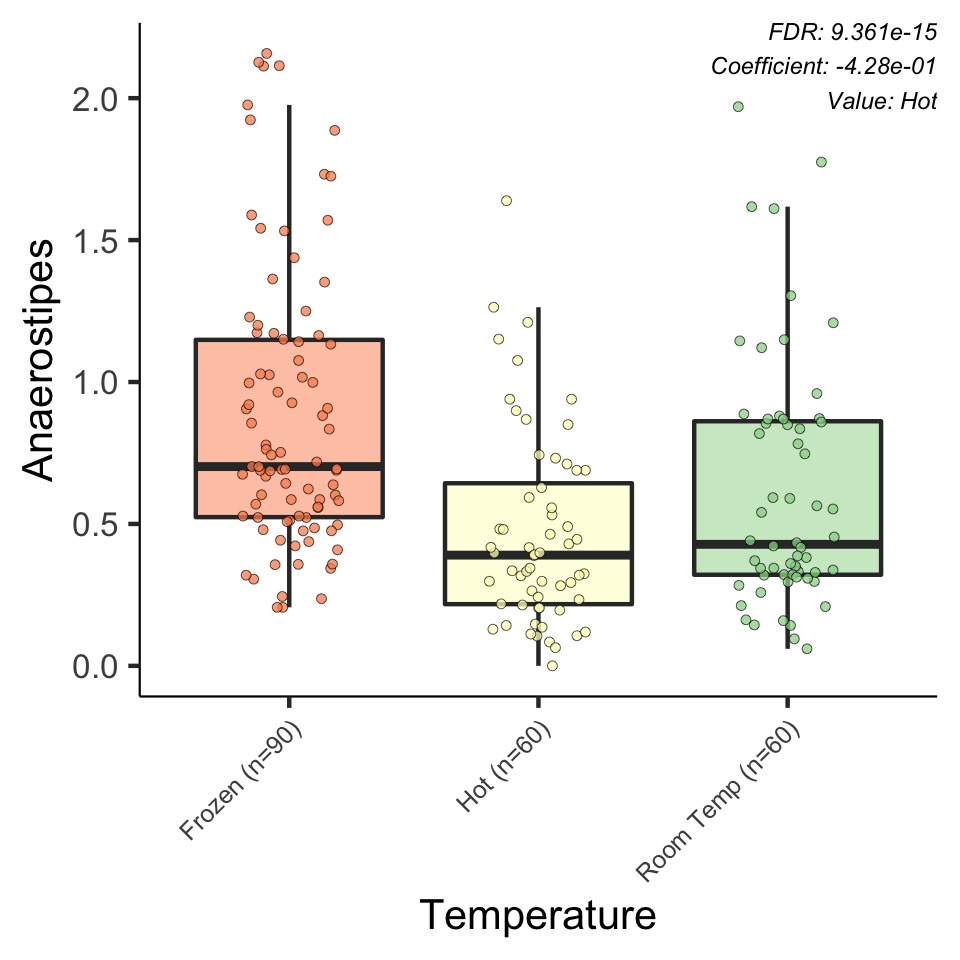 FDR: 9.361e-15
Coefficient: -4.28e-01
Value: Hot
Anaerostipes
2.0
1.5
1.0
0.5
0.0
Frozen (n=90)
Hot (n=60)
Room Temp (n=60)
Temperature